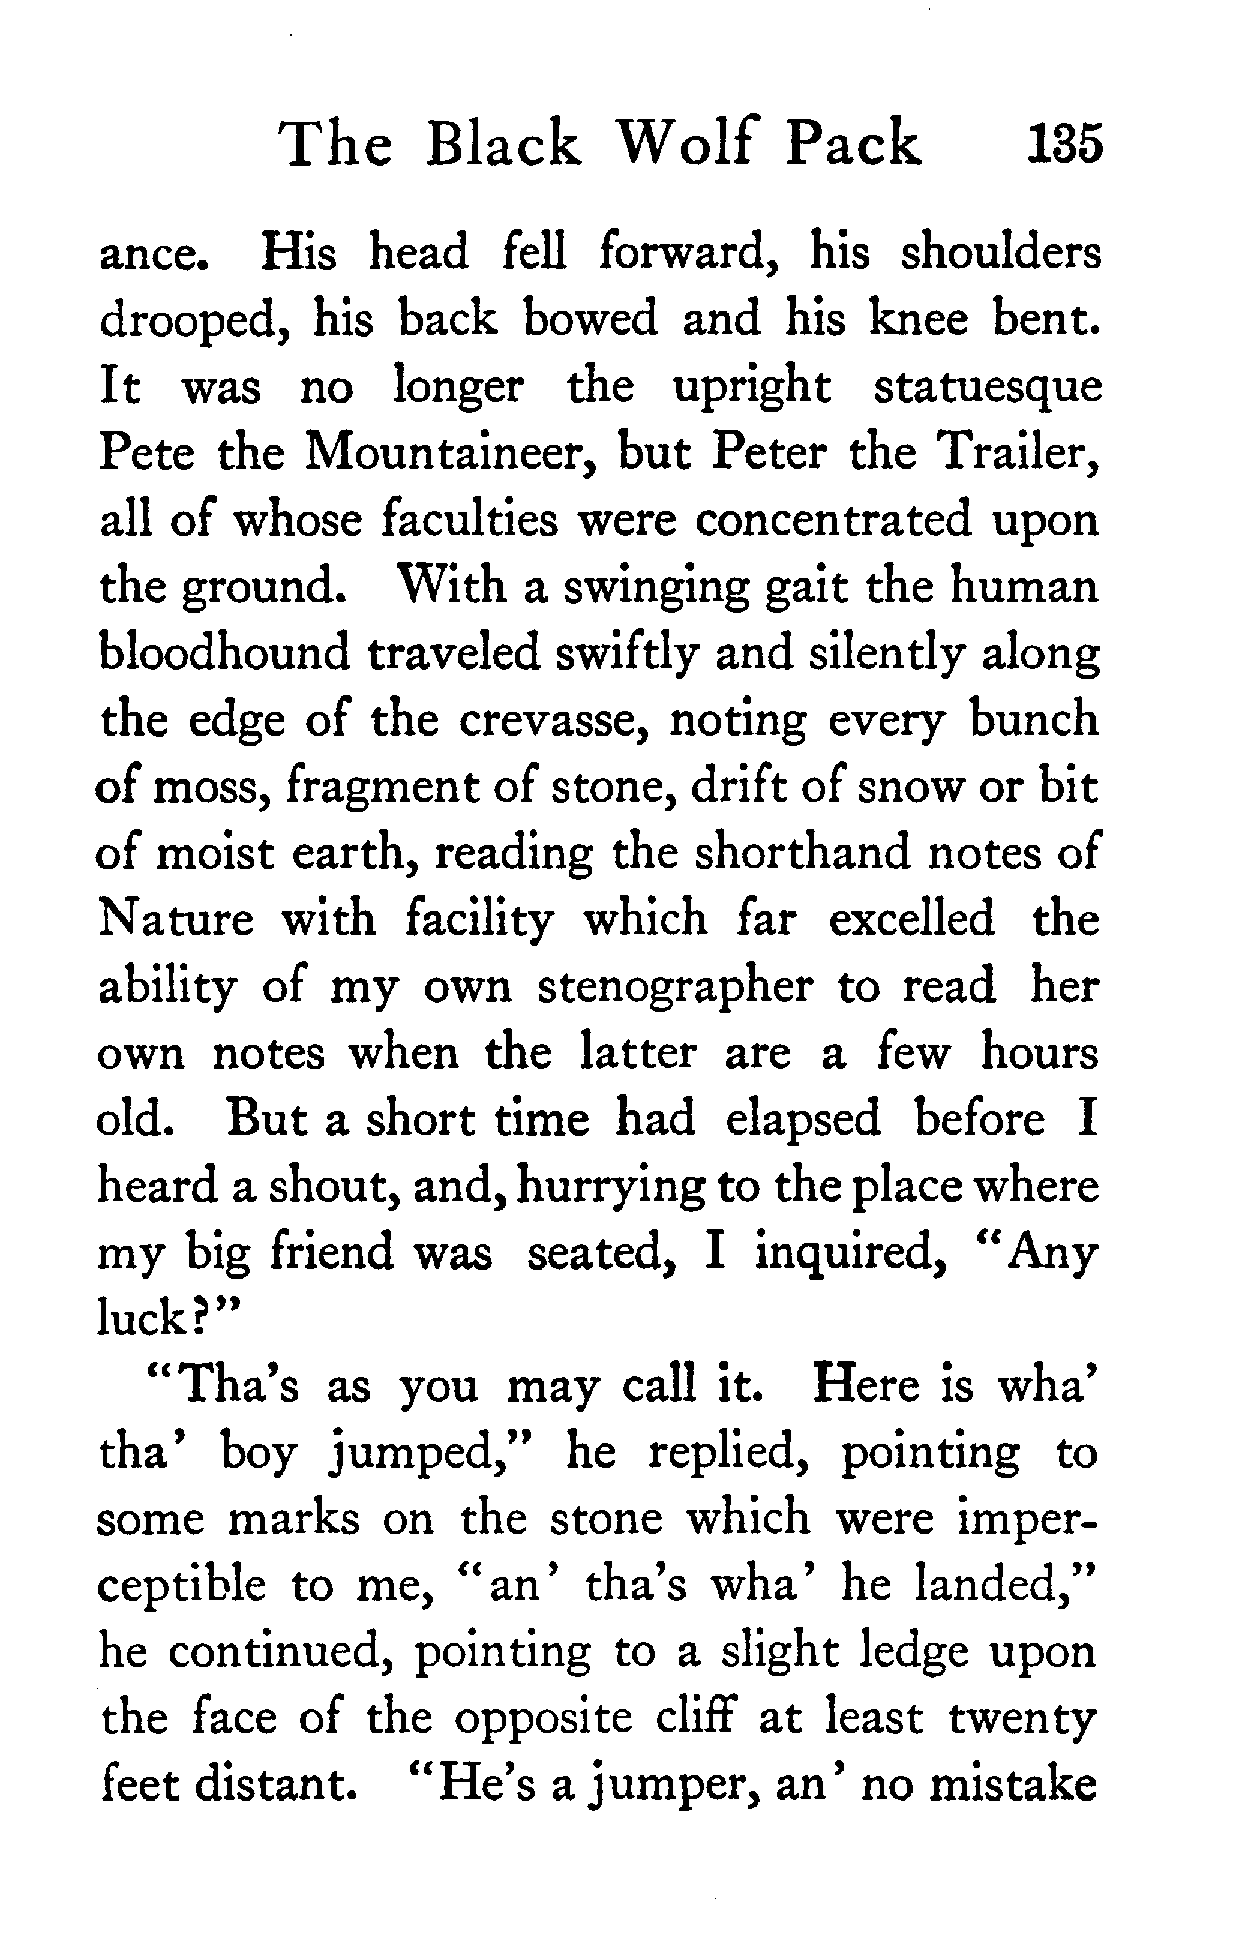 The Black Wolf Pack 135
ance. His head fell forward, his shoulders
drooped, his back bowed and his knee bent.
It was no longer the upright statuesque
Pete the Mountaineer, but Peter the Trailer,
all of whose faculties were concentrated upon
the ground. With a swinging gait the human
bloodhound traveled swiftly and silently along
the edge of the crevasse, noting every bunch
of moss, fragment of stone, drift of snow or bit
of moist earth, reading the shorthand notes of
Nature with facility which far excelled the
ability of my own stenographer to read her
own notes when the latter are a few hours
old. But a short time had elapsed before I
heard a shout, and, hurrying to the place where
my big friend was seated, I inquired, “Any
luck?”
“Tha’s as you may call it. Here is wha’
tha’ boy jumped,” he replied, pointing to
some marks on the stone which were imper-
ceptible to me, “an’ tha’s wha’ he landed,”
he continued, pointing to a slight ledge upon
the face of the opposite cliff at least twenty
feet distant. “He’s a jumper, an’ no mistake